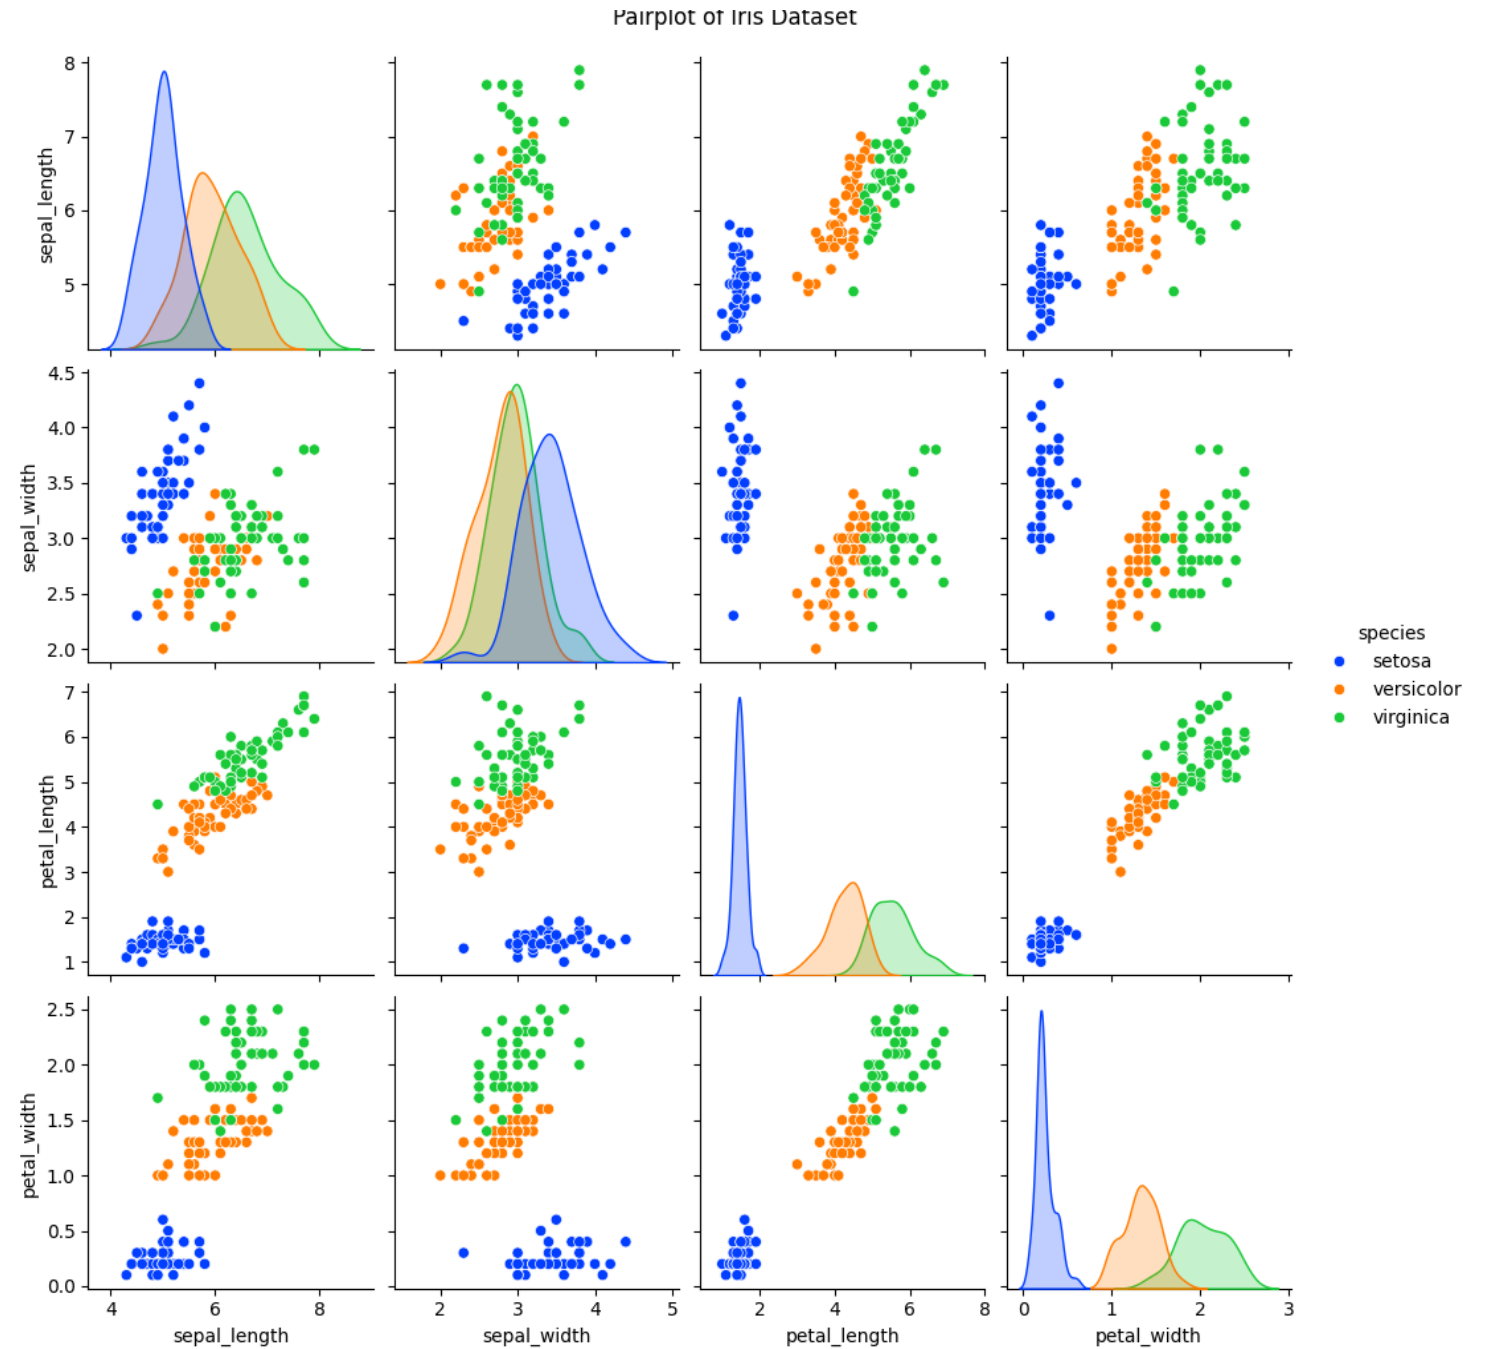 Pairplot of Iris Dataset
8
7
6
5
sepal_length
4.5
4.0
3.5
3.0
2.5
2.0
sepal_width
7
6
5
4
3
2
1
petal_length
2.5
2.0
1.5
1.0
0.5
0.0
petal_width
4 6 8
sepal_length
2 3 4 5
sepal_width
2 4 6 8
petal_length
0 1 2 3
petal_width
species
setosa
versicolor
virginica